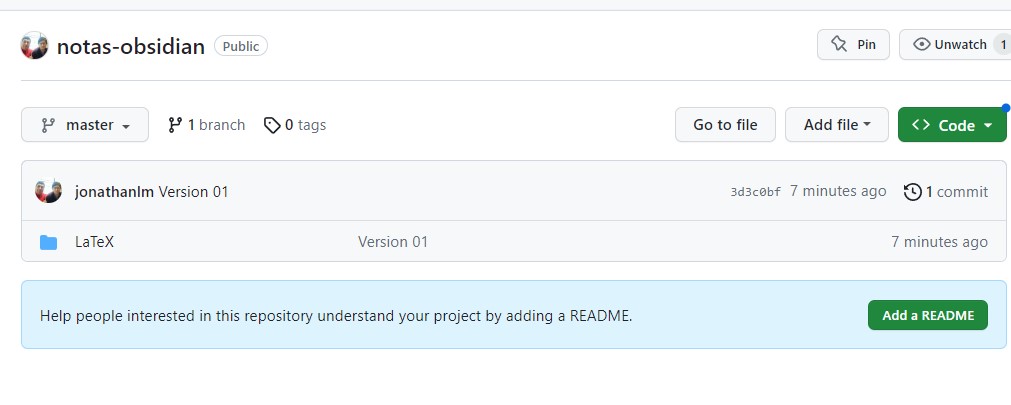 notas-obsidian Public Pin Unwatch 1
master 1 branch 0 tags Go to file Add file Code
jonathanlm Version 01 3d3c0bf 7 minutes ago 1 commit
LaTeX Version 01 7 minutes ago
Help people interested in this repository understand your project by adding a README. Add a README